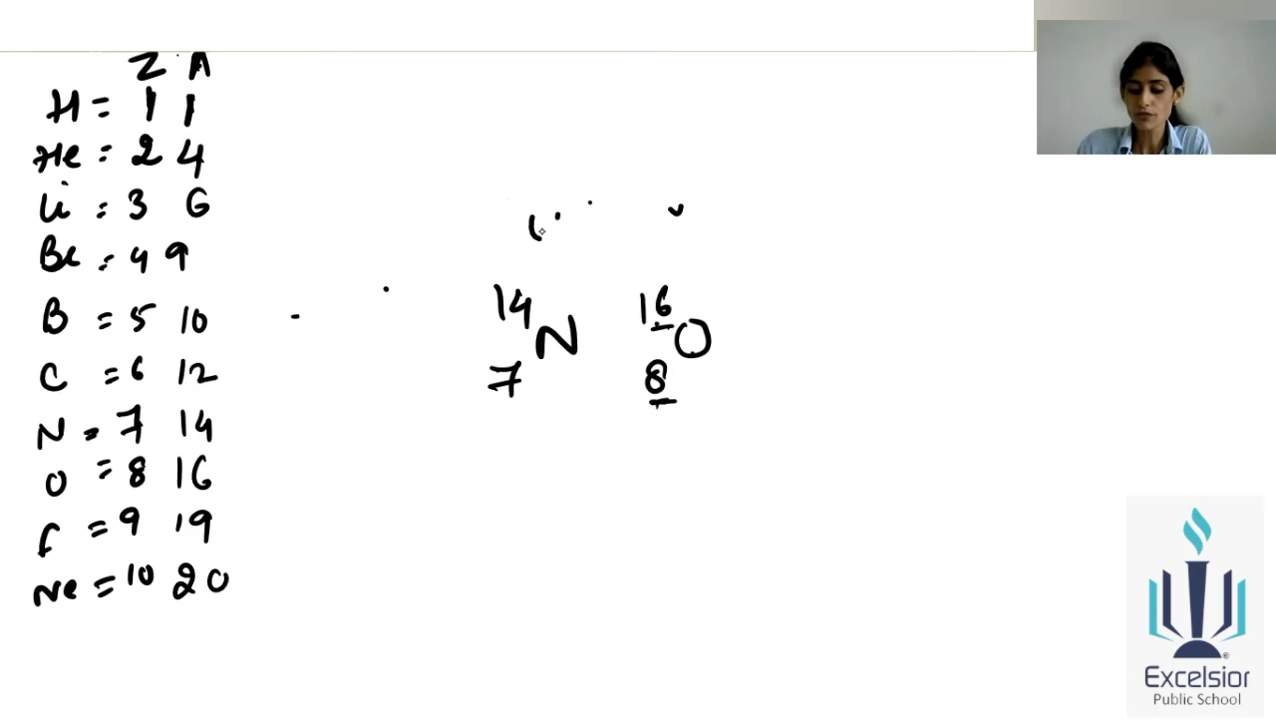 Z A
H = 1 1
He = 2 4
Li = 3 6
Be = 4 9
B = 5 10
C = 6 12
N = 7 14
O = 8 16
F = 9 19
Ne = 10 20
14
N
7
16
O
8
Excelsior
Public School